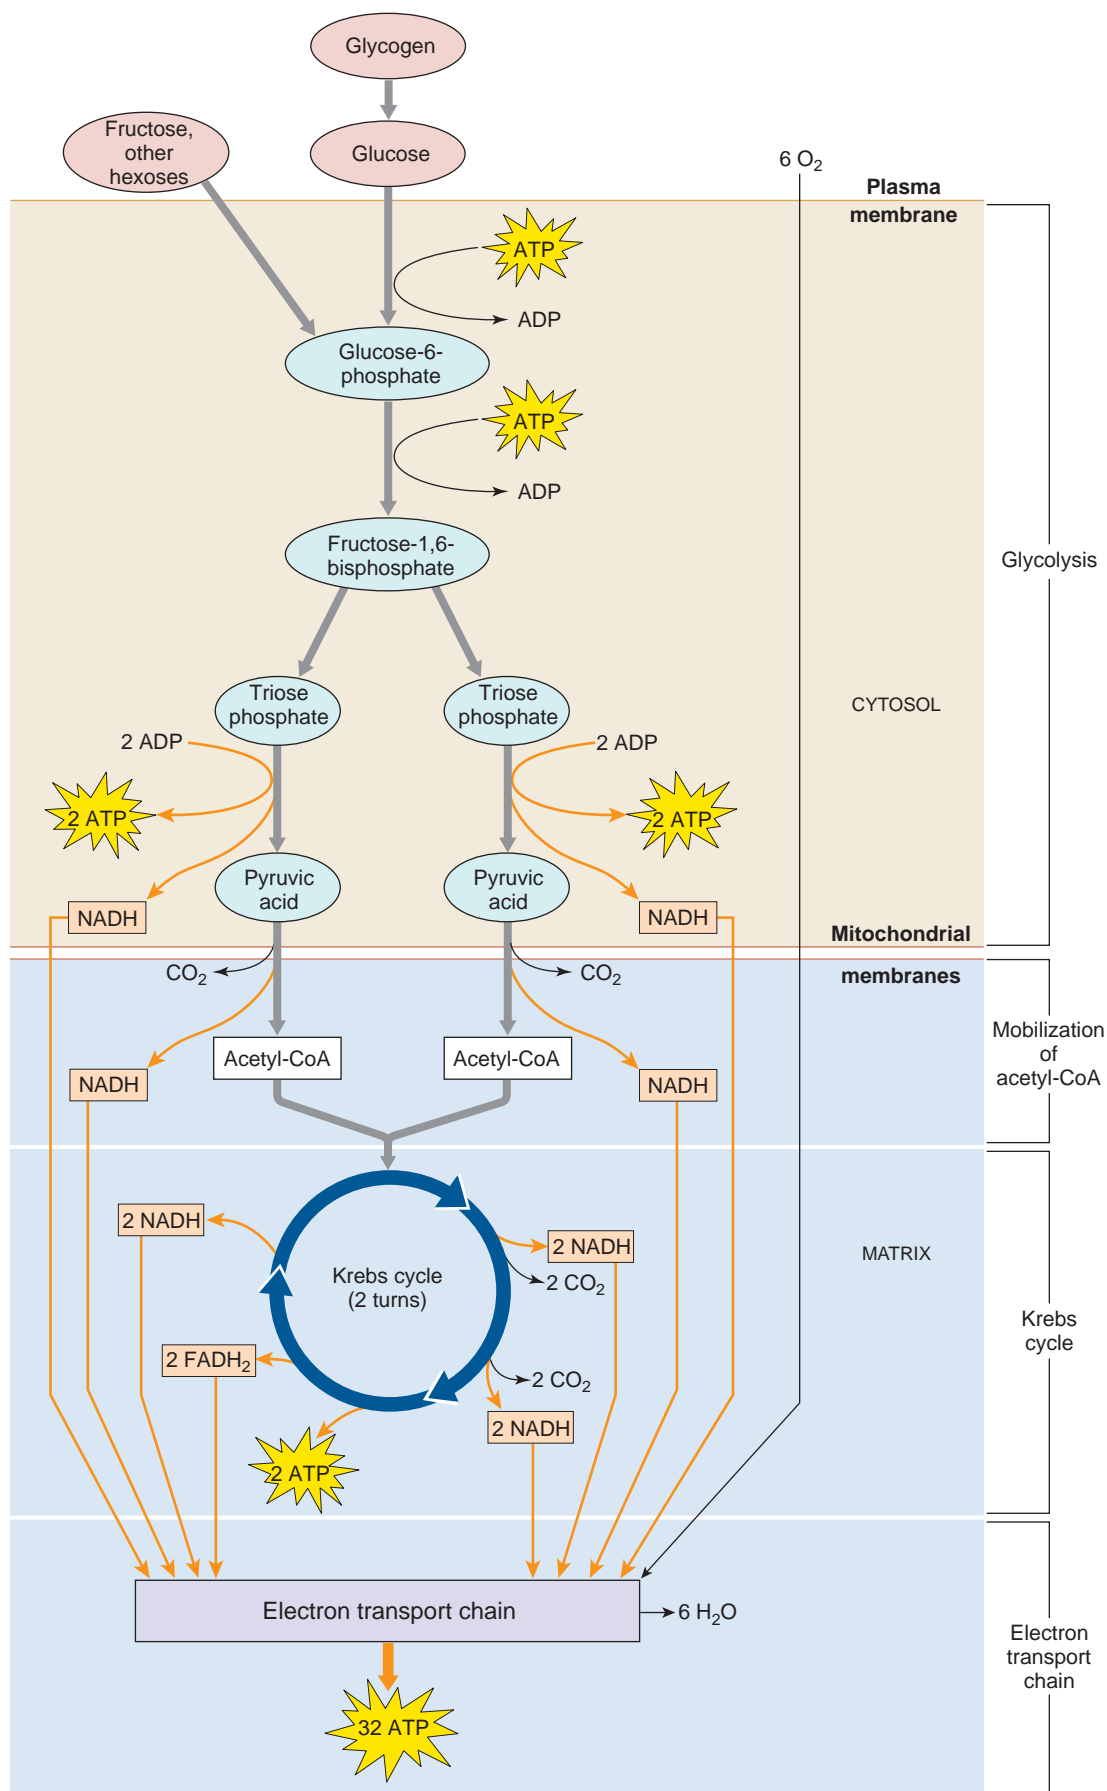 Glycogen
Fructose,
other
hexoses
Glucose
6 O2
Plasma
membrane
ATP
ADP
Glucose-6-
phosphate
ATP
ADP
Fructose-1,6-
bisphosphate
Glycolysis
Triose
phosphate
Triose
phosphate
CYTOSOL
2 ADP
2 ADP
2 ATP
2 ATP
Pyruvic
acid
Pyruvic
acid
NADH
NADH
Mitochondrial
membranes
CO2
CO2
Mobilization
of
acetyl-CoA
Acetyl-CoA
Acetyl-CoA
NADH
NADH
2 NADH
2 NADH
MATRIX
Krebs cycle
(2 turns)
2 CO2
Krebs
cycle
2 FADH2
2 CO2
2 NADH
2 ATP
Electron transport chain
6 H2O
Electron
transport
chain
32 ATP